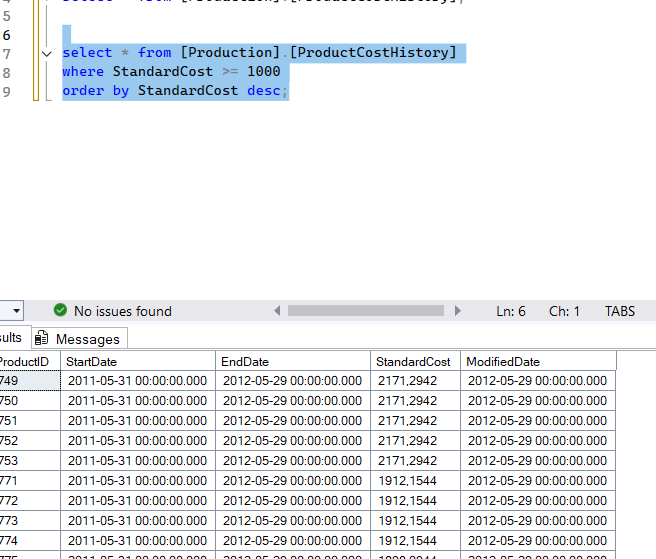 from [Production].[ProductCostHistory];
5
6
7 select * from [Production].[ProductCostHistory]
8 where StandardCost >= 1000
9 order by StandardCost desc;
No issues found Ln: 6 Ch: 1 TABS
Messages
ProductID StartDate EndDate StandardCost ModifiedDate
749 2011-05-31 00:00:00.000 2012-05-29 00:00:00.000 2171,2942 2012-05-29 00:00:00.000
750 2011-05-31 00:00:00.000 2012-05-29 00:00:00.000 2171,2942 2012-05-29 00:00:00.000
751 2011-05-31 00:00:00.000 2012-05-29 00:00:00.000 2171,2942 2012-05-29 00:00:00.000
752 2011-05-31 00:00:00.000 2012-05-29 00:00:00.000 2171,2942 2012-05-29 00:00:00.000
753 2011-05-31 00:00:00.000 2012-05-29 00:00:00.000 2171,2942 2012-05-29 00:00:00.000
771 2011-05-31 00:00:00.000 2012-05-29 00:00:00.000 1912,1544 2012-05-29 00:00:00.000
772 2011-05-31 00:00:00.000 2012-05-29 00:00:00.000 1912,1544 2012-05-29 00:00:00.000
773 2011-05-31 00:00:00.000 2012-05-29 00:00:00.000 1912,1544 2012-05-29 00:00:00.000
774 2011-05-31 00:00:00.000 2012-05-29 00:00:00.000 1912,1544 2012-05-29 00:00:00.000